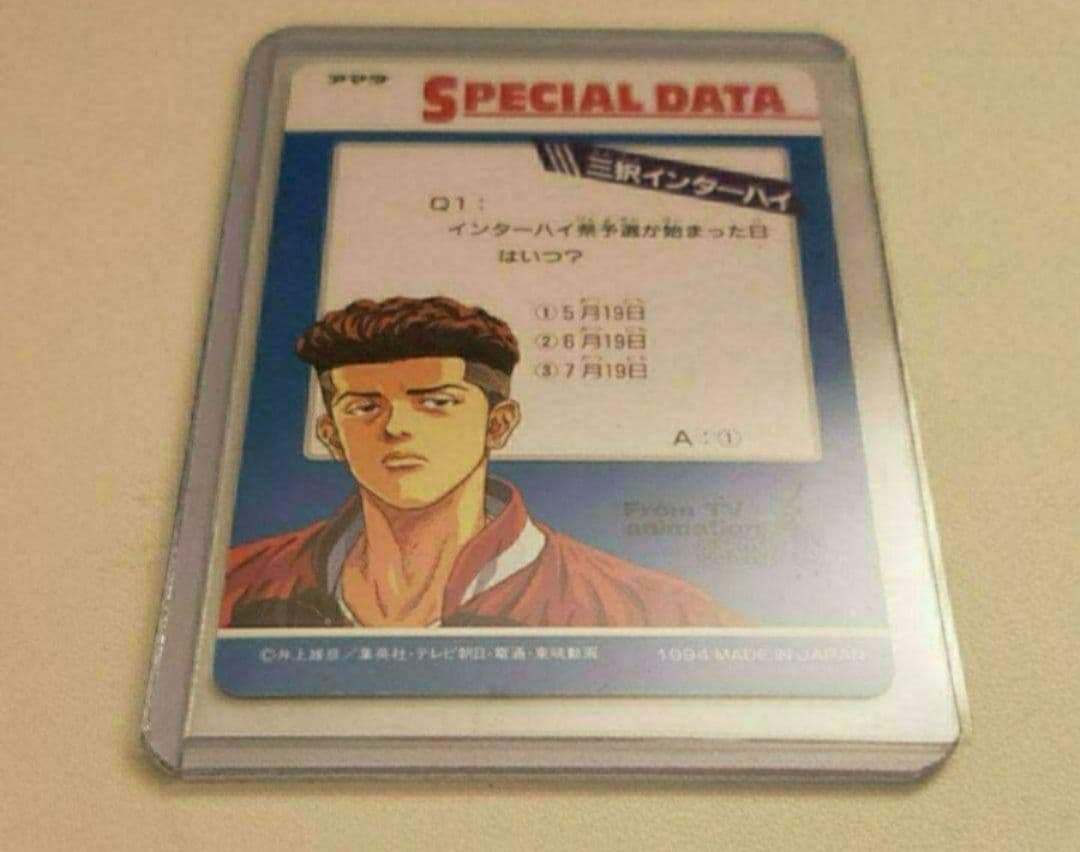 アマダ
SPECIAL DATA
三択インターハイ
Q1:
インターハイ県予選が始まった日
はいつ?
①5月19日
②6月19日
③7月19日
A:①
From TV
animation
©井上雄彦/集英社・テレビ朝日・電通・東映動画
1994 MADE IN JAPAN